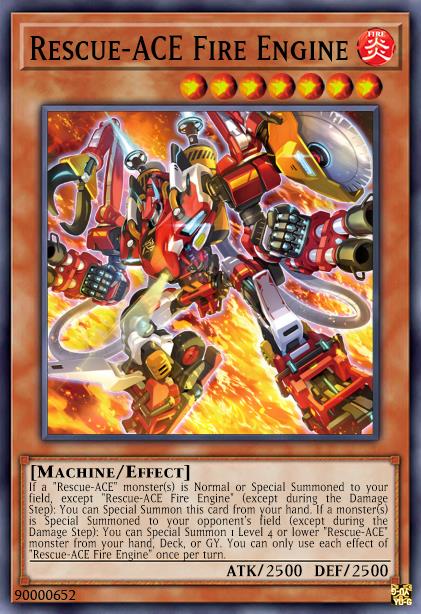 Rescue-ACE Fire Engine
FIRE
炎
[Machine/Effect]
If a "Rescue-ACE" monster(s) is Normal or Special Summoned to your
field, except "Rescue-ACE Fire Engine" (except during the Damage
Step): You can Special Summon this card from your hand. If a monster(s)
is Special Summoned to your opponent's field (except during the
Damage Step): You can Special Summon 1 Level 4 or lower "Rescue-ACE"
monster from your hand, Deck, or GY. You can only use each effect of
"Rescue-ACE Fire Engine" once per turn.
ATK/2500 DEF/2500
90000652